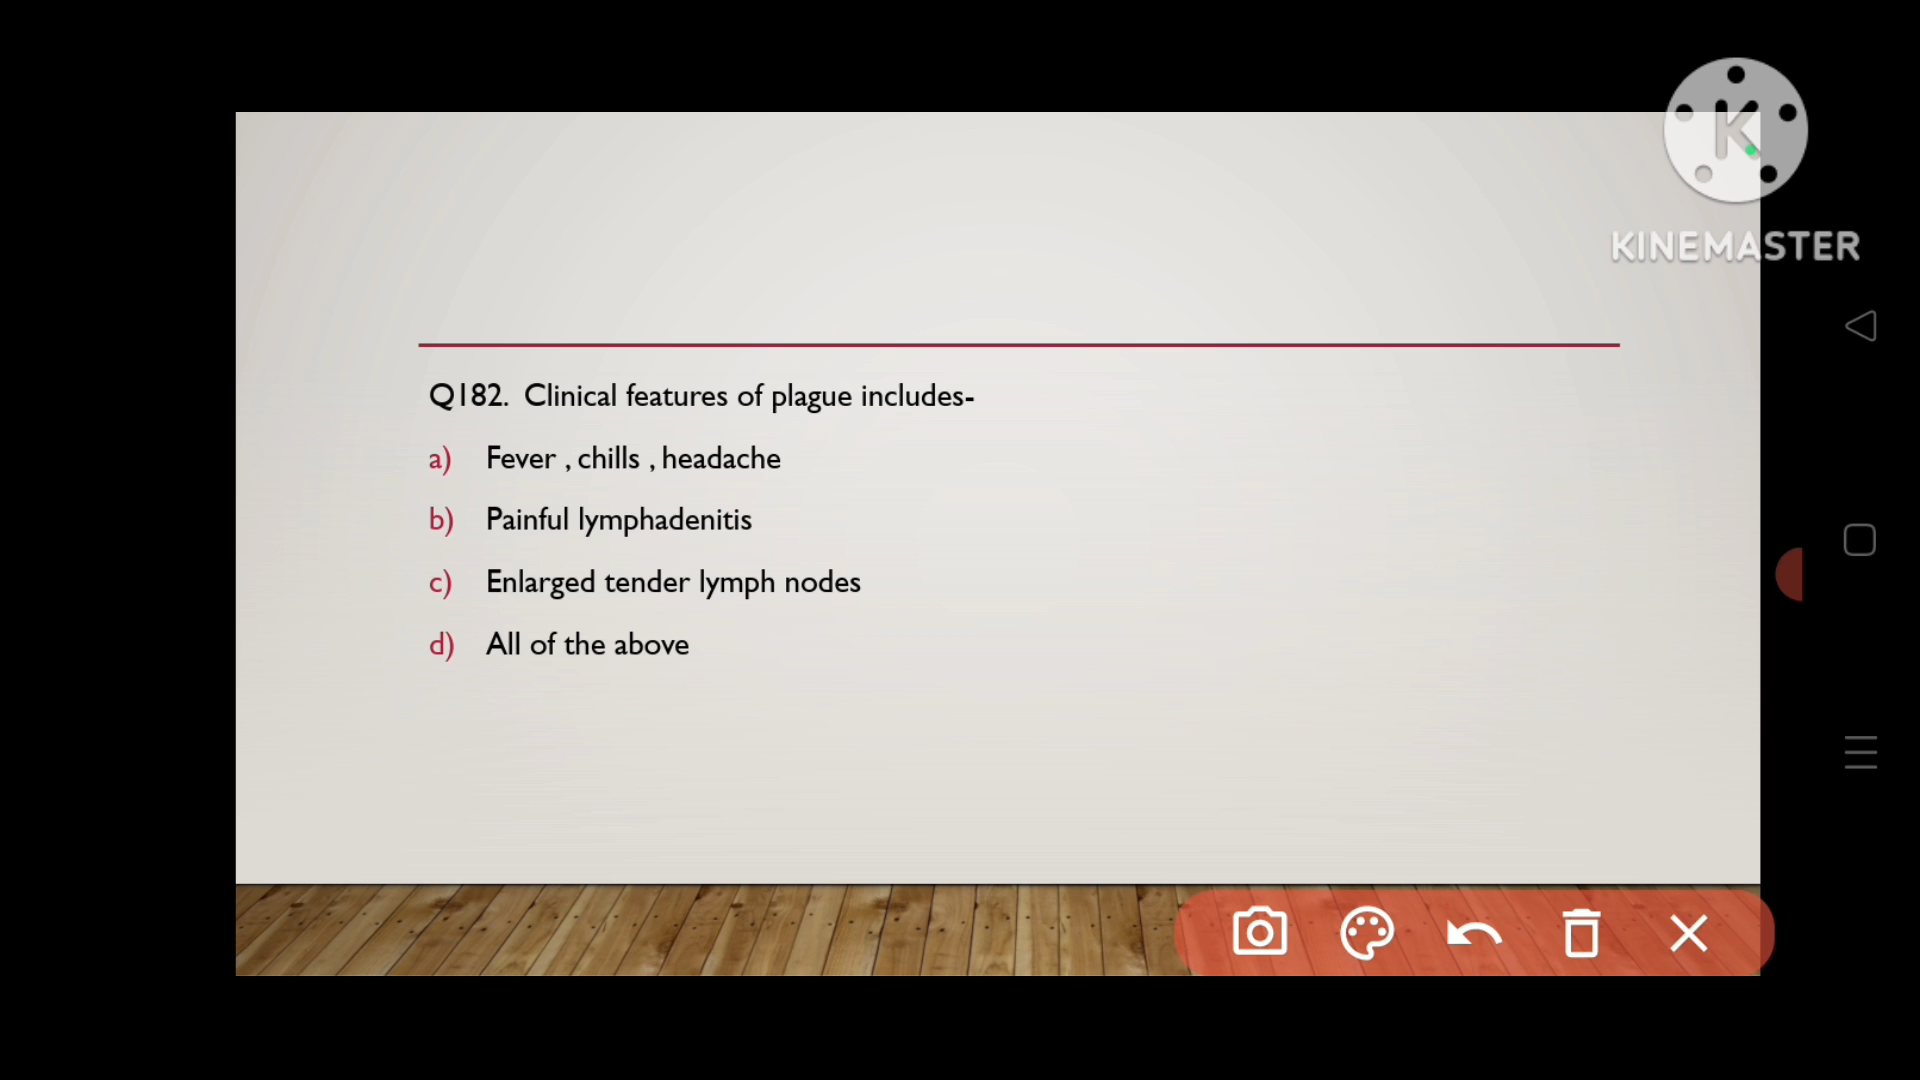 K
KINEMASTER
Q182. Clinical features of plague includes-
a) Fever , chills , headache
b) Painful lymphadenitis
c) Enlarged tender lymph nodes
d) All of the above